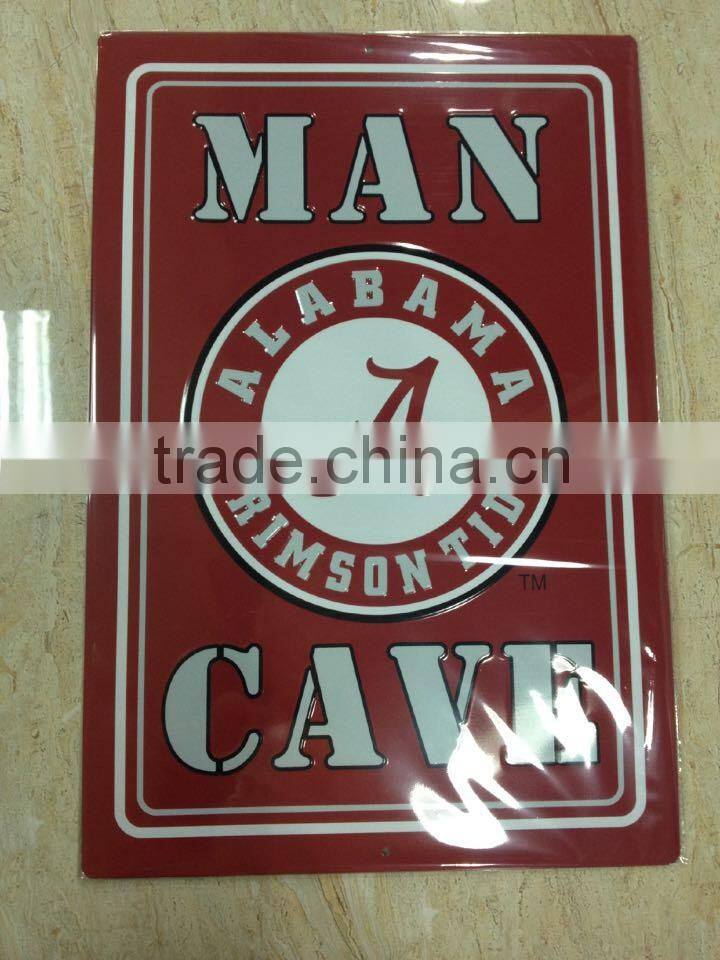 MAN
ALABAMA
A
trade.china.cn
RIMSON TID
TM
CAVE